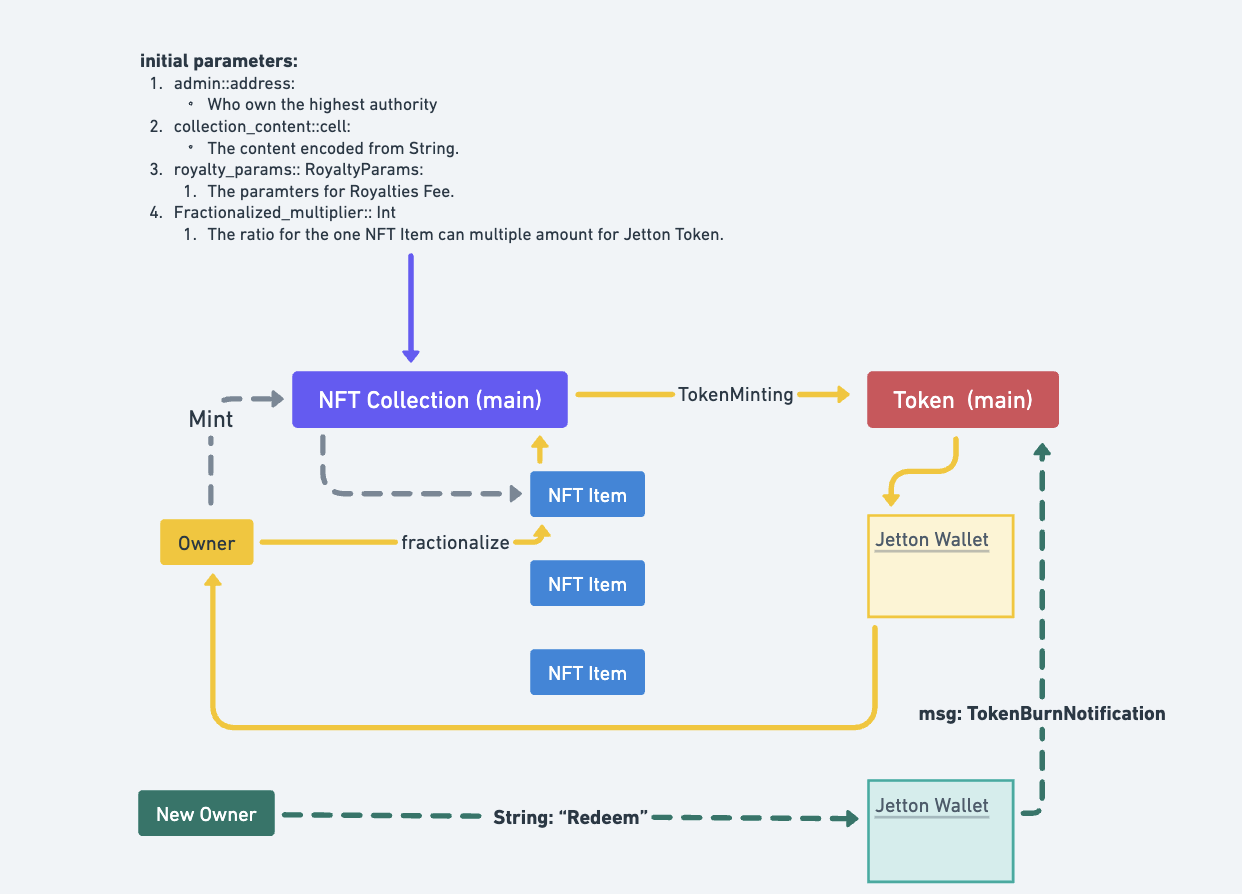 initial parameters:
1. admin::address:
◦ Who own the highest authority
2. collection_content::cell:
◦ The content encoded from String.
3. royalty_params:: RoyaltyParams:
1. The paramters for Royalties Fee.
4. Fractionalized_multiplier:: Int
1. The ratio for the one NFT Item can multiple amount for Jetton Token.
NFT Collection (main)
TokenMinting
Token (main)
Mint
NFT Item
Owner
fractionalize
Jetton Wallet
NFT Item
NFT Item
msg: TokenBurnNotification
New Owner
String: “Redeem”
Jetton Wallet